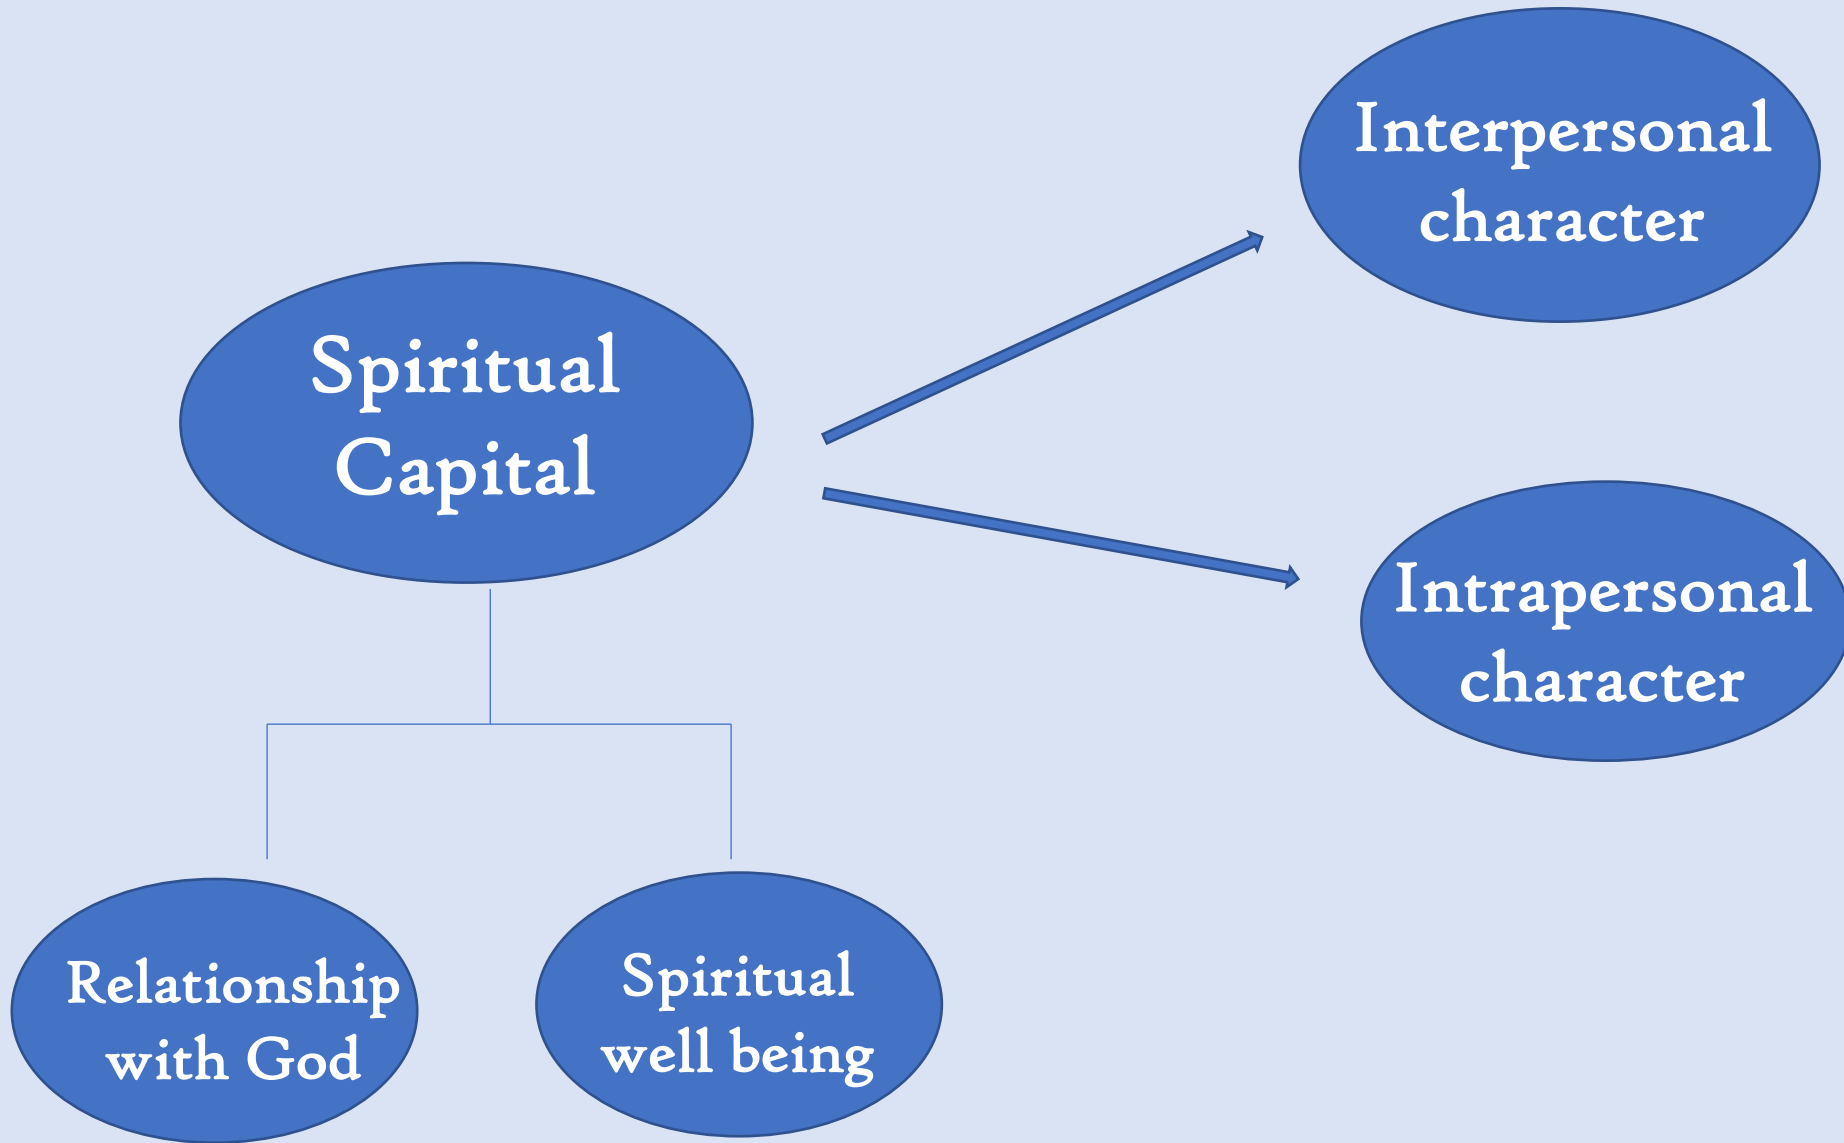 Interpersonal
character
Spiritual
Capital
Intrapersonal
character
Relationship
with God
Spiritual
well being